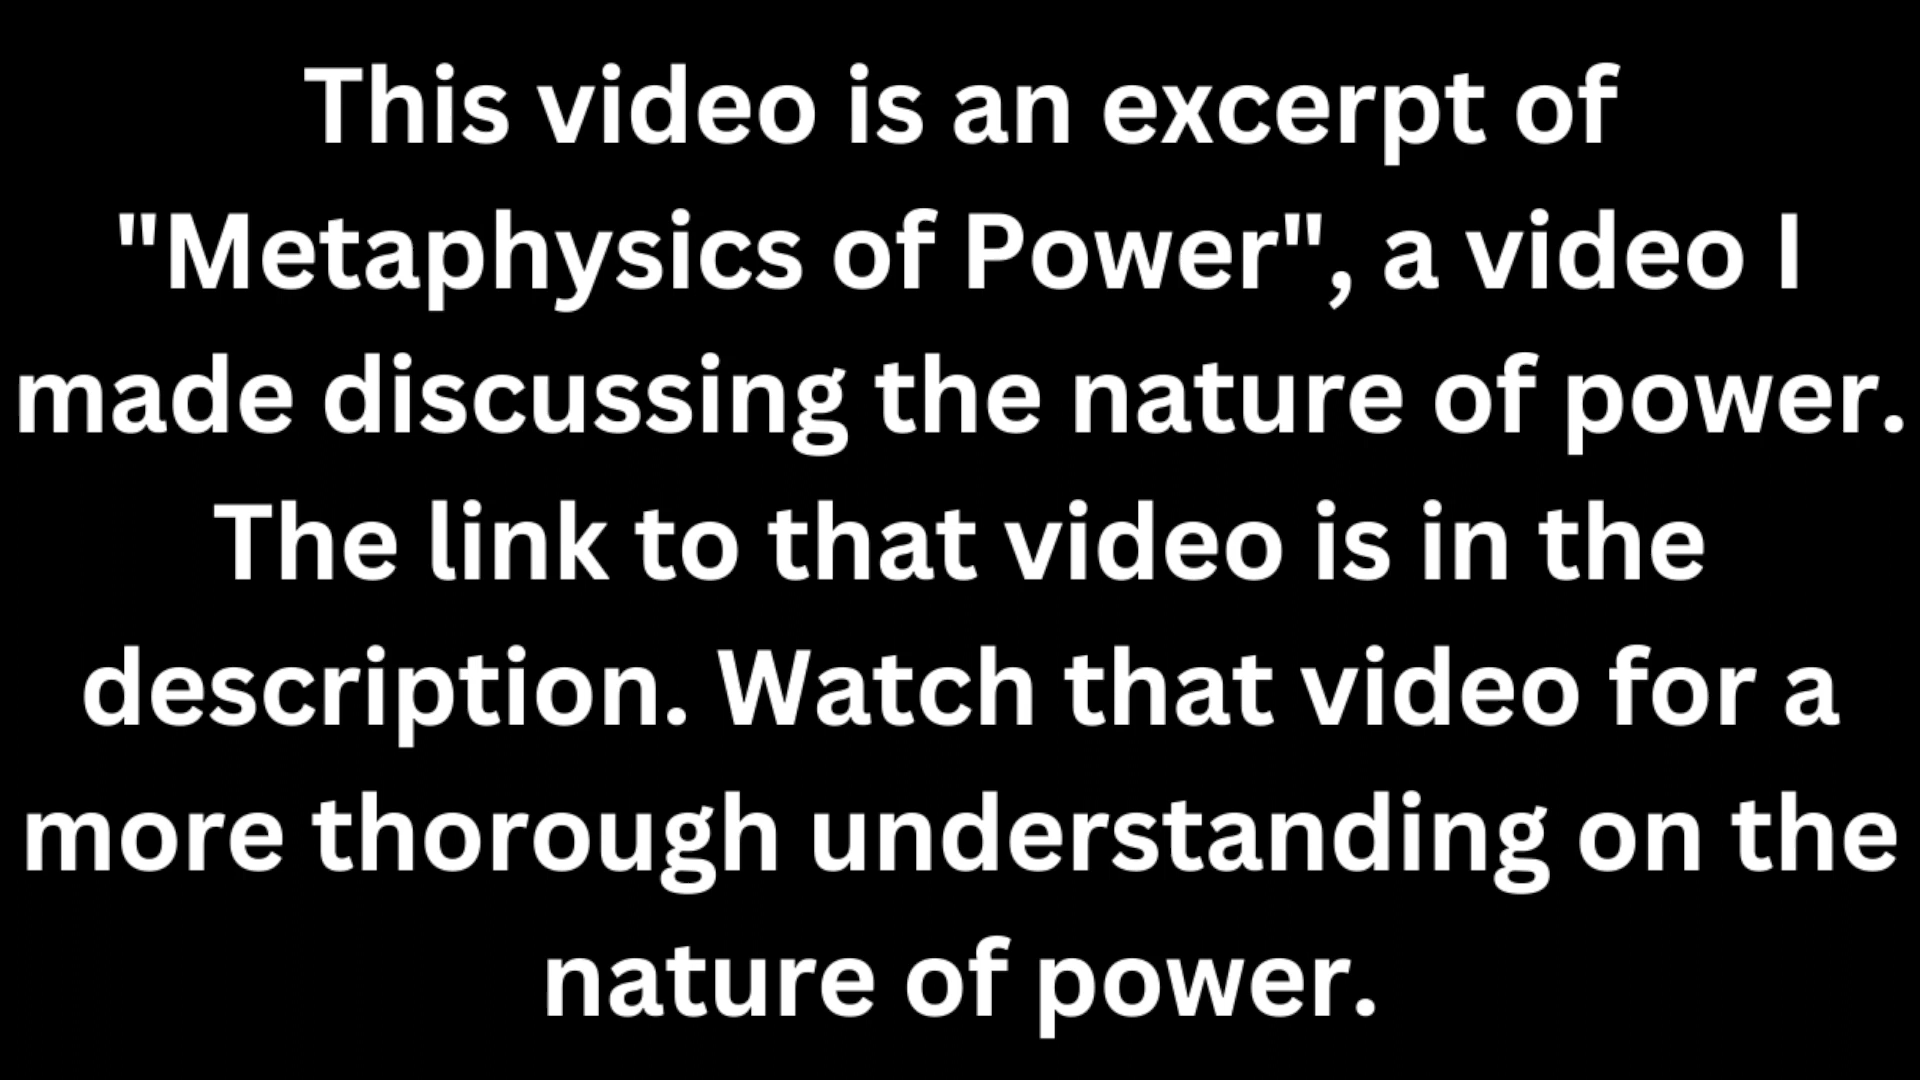 This video is an excerpt of
"Metaphysics of Power", a video I
made discussing the nature of power.
The link to that video is in the
description. Watch that video for a
more thorough understanding on the
nature of power.